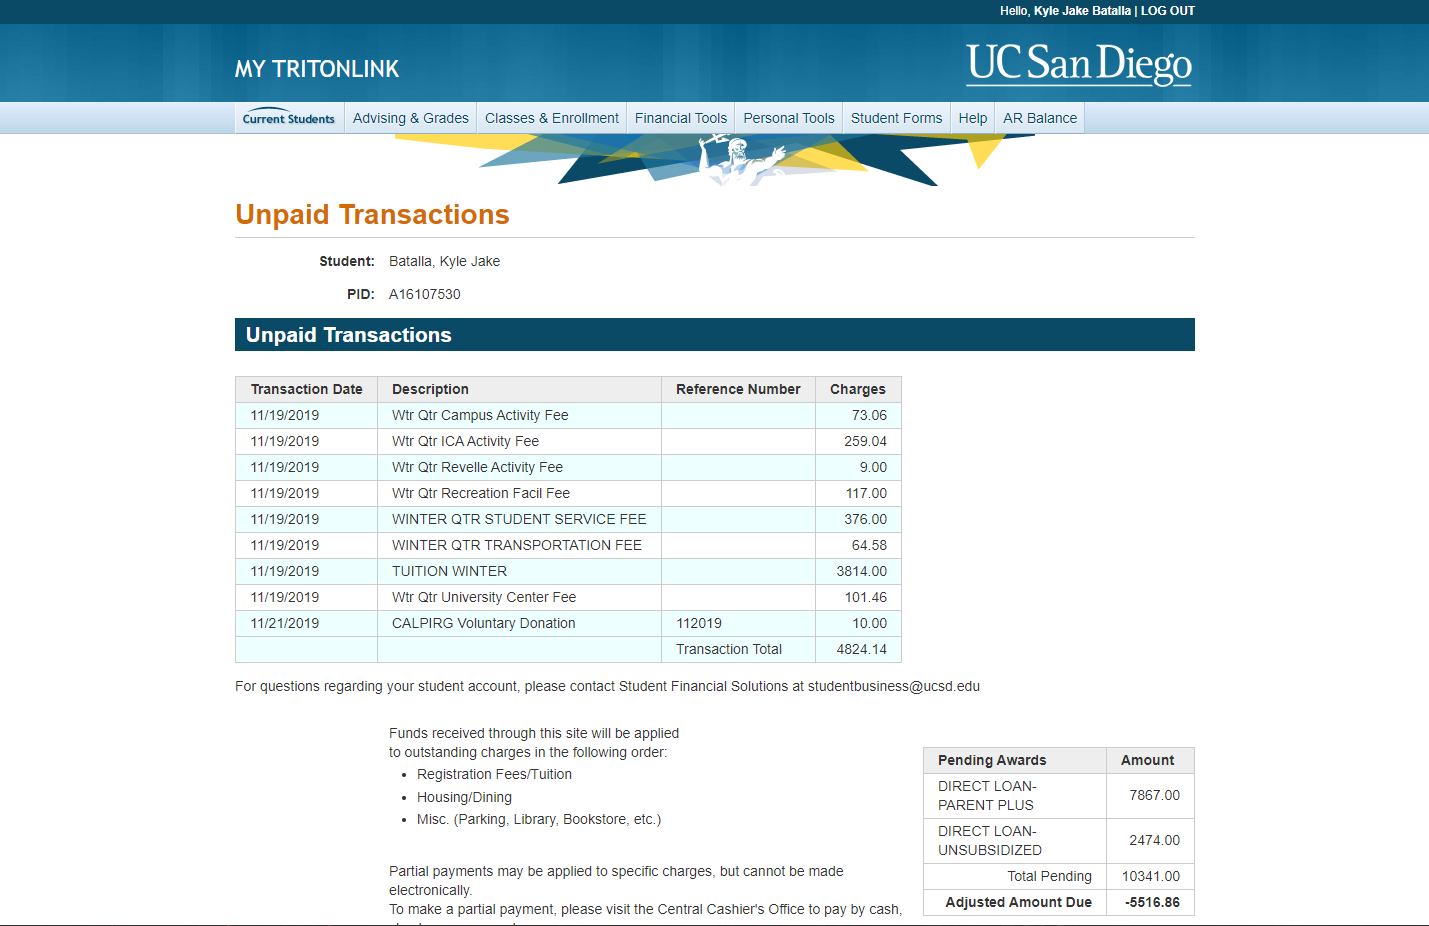 Hello, Kyle Jake Batalla | LOG OUT
MY TRITONLINK
UC San Diego
Current Students Advising & Grades Classes & Enrollment Financial Tools Personal Tools Student Forms Help AR Balance
Unpaid Transactions
Student: Batalla, Kyle Jake
PID: A16107530
Unpaid Transactions
Transaction Date Description Reference Number Charges
11/19/2019 Wtr Qtr Campus Activity Fee 73.06
11/19/2019 Wtr Qtr ICA Activity Fee 259.04
11/19/2019 Wtr Qtr Revelle Activity Fee 9.00
11/19/2019 Wtr Qtr Recreation Facil Fee 117.00
11/19/2019 WINTER QTR STUDENT SERVICE FEE 376.00
11/19/2019 WINTER QTR TRANSPORTATION FEE 64.58
11/19/2019 TUITION WINTER 3814.00
11/19/2019 Wtr Qtr University Center Fee 101.46
11/21/2019 CALPIRG Voluntary Donation 112019 10.00
Transaction Total 4824.14
For questions regarding your student account, please contact Student Financial Solutions at studentbusiness@ucsd.edu
Funds received through this site will be applied
to outstanding charges in the following order:
• Registration Fees/Tuition
• Housing/Dining
• Misc. (Parking, Library, Bookstore, etc.)
Partial payments may be applied to specific charges, but cannot be made
electronically.
To make a partial payment, please visit the Central Cashier's Office to pay by cash,
Pending Awards Amount
DIRECT LOAN-
PARENT PLUS 7867.00
DIRECT LOAN-
UNSUBSIDIZED 2474.00
Total Pending 10341.00
Adjusted Amount Due -5516.86